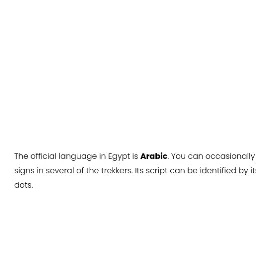 The official language in Egypt is Arabic. You can occasionally
signs in several of the trekkers. Its script can be identified by
dots.